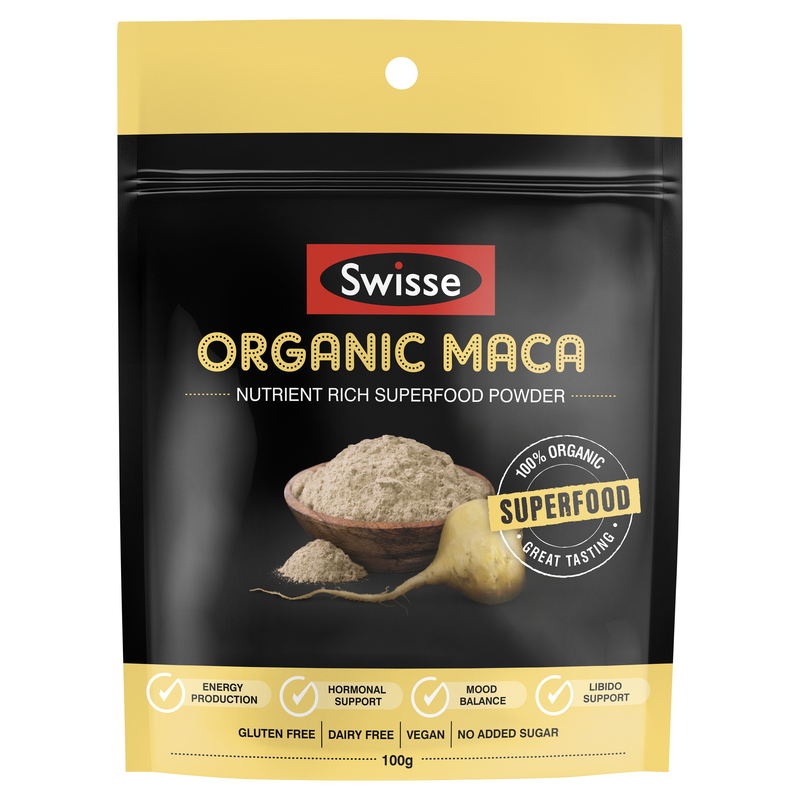 Swisse
ORGANIC MACA
NUTRIENT RICH SUPERFOOD POWDER
100% ORGANIC
SUPERFOOD
• GREAT TASTING •
ENERGY PRODUCTION
HORMONAL SUPPORT
MOOD BALANCE
LIBIDO SUPPORT
GLUTEN FREE | DAIRY FREE | VEGAN | NO ADDED SUGAR
100g